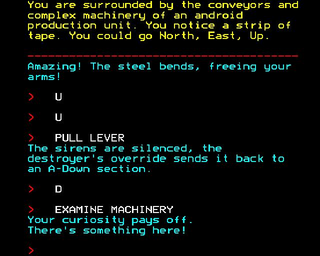 You are surrounded by the conveyors and
complex machinery of an android
production unit. You notice a strip of
tape. You could go North, East, Up.
Amazing! The steel bends, freeing your
arms!
> U
> U
> PULL LEVER
The sirens are silenced, the
destroyer's override sends it back to
an A-Down section.
> D
> EXAMINE MACHINERY
Your curiosity pays off.
There's something here!
>